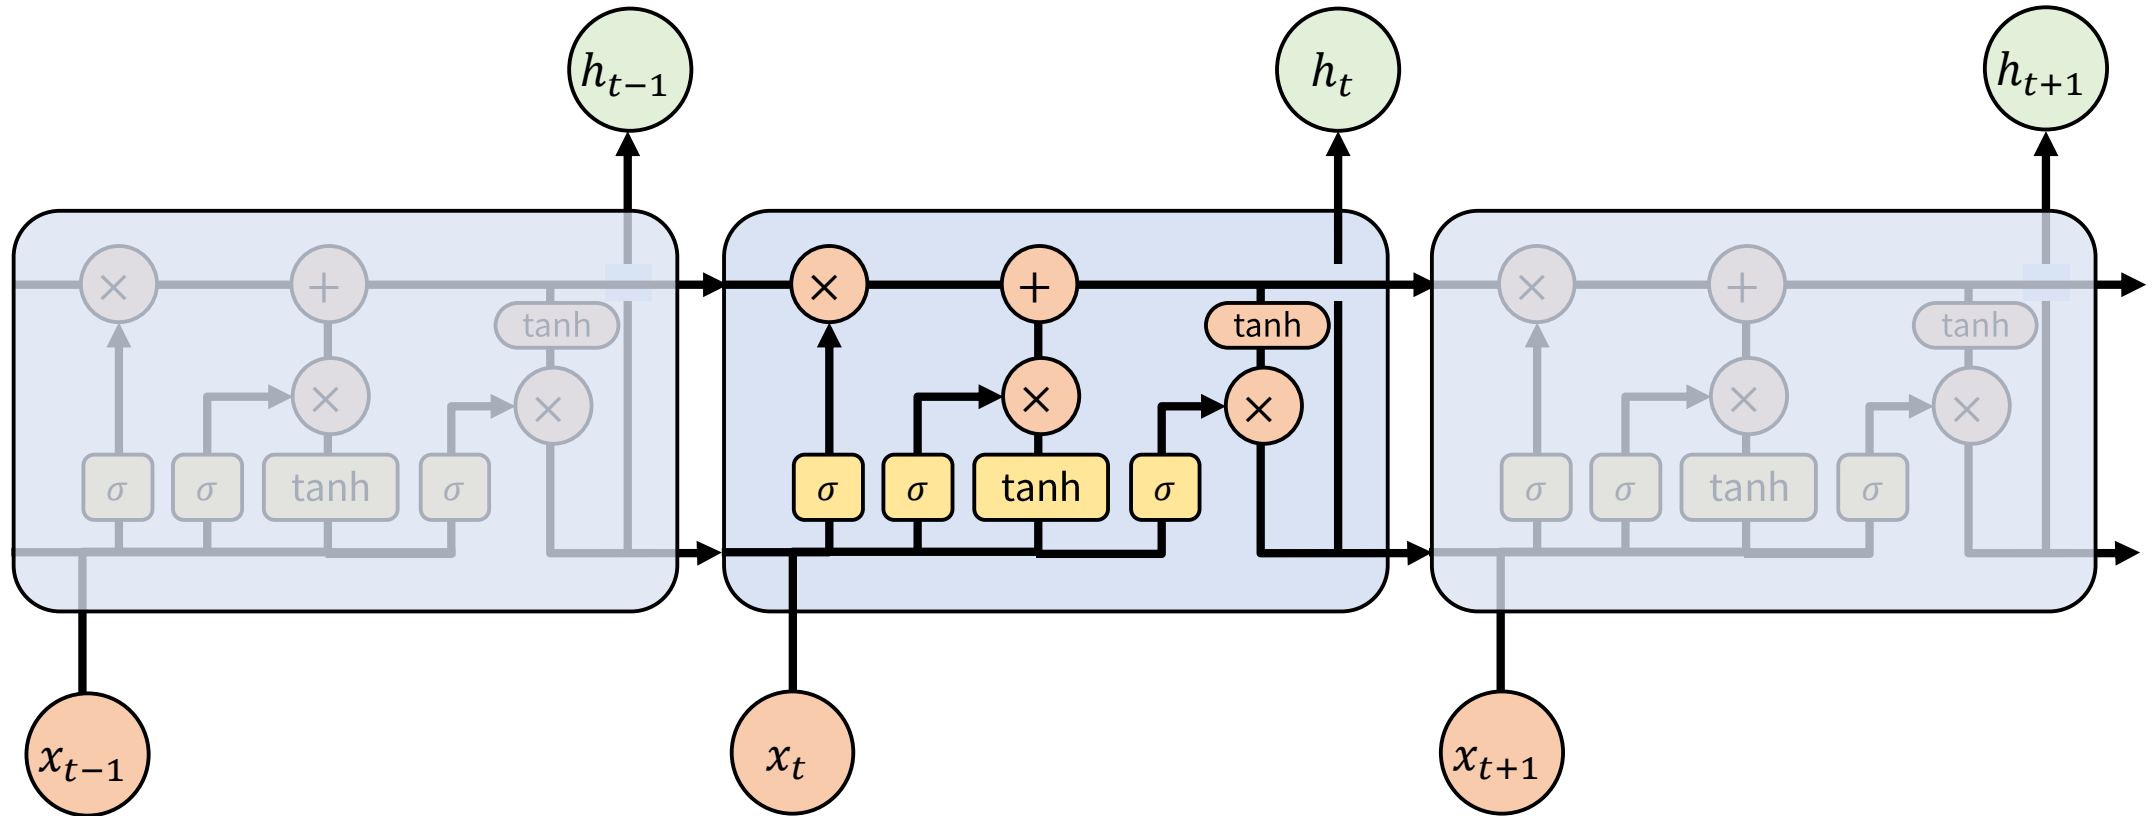 h_{t-1} h_t h_{t+1}
× + × + × +
tanh tanh tanh
× × × × × ×
σ σ tanh σ σ σ tanh σ σ σ tanh σ
x_{t-1} x_t x_{t+1}